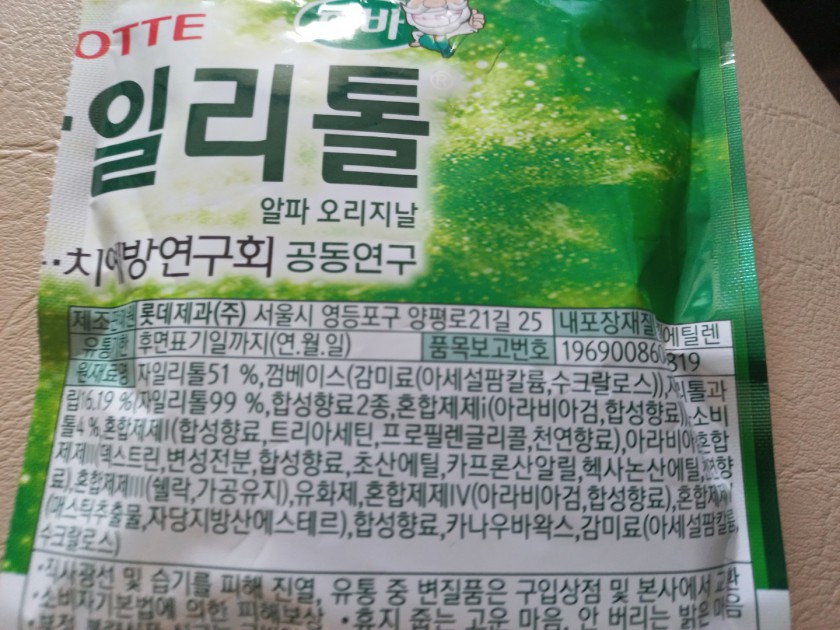 OTTE
바
일리톨
알파 오리지날
치예방연구회 공동연구
제조 롯데제과(주) 서울시 영등포구 양평로21길 25 내포장재질 에틸렌
유통기한 후면표기일까지(연.월.일) 품목보고번호 196900860 319
원재료명 자일리톨51 %,껌베이스(감미료(아세설팜칼륨,수크랄로스)),자일리톨과
립16.19 %(자일리톨99 %,합성향료2종,혼합제제i(아라비아검,합성향료)),소비
톨4 %,혼합제제II(합성향료,트리아세틴,프로필렌글리콜,천연향료),아라비아 혼합
제제II(덱스트린,변성전분,합성향료,초산에틸,카프론산알릴,헥사논산에틸,천연향
료),혼합제제III(쉘락,가공유지),유화제,혼합제제IV(아라비아검,합성향료),혼합제제
(매스틱추출물,자당지방산에스테르),합성향료,카나우바왁스,감미료(아세설팜칼륨,
수크랄로스)
•직사광선 및 습기를 피해 진열, 유통 중 변질품은 구입상점 및 본사에서 교환
•소비자기본법에 의한 피해보상 •휴지 줍는 고운 마음, 안 버리는 밝은 마음